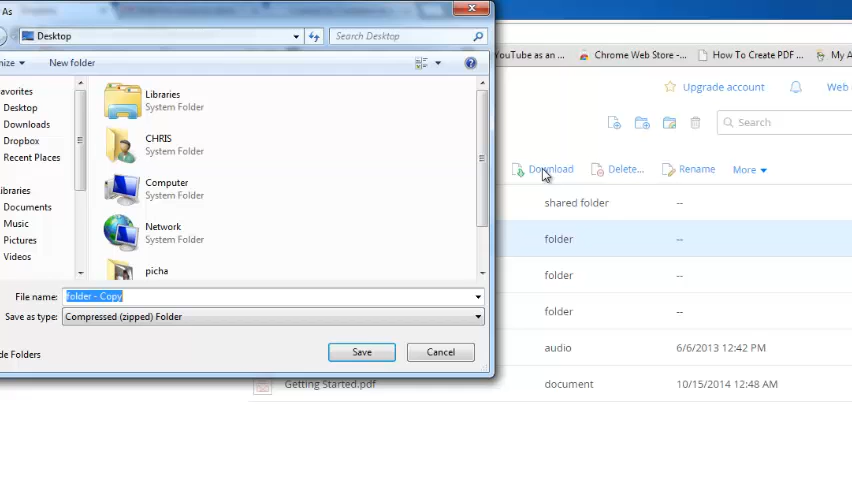 As
Desktop
Search Desktop
nize
New folder
avorites
Desktop
Downloads
Dropbox
Recent Places
ibraries
Documents
Music
Pictures
Videos
Libraries
System Folder
CHRIS
System Folder
Computer
System Folder
Network
System Folder
picha
File name: folder - Copy
Save as type: Compressed (zipped) Folder
de Folders
Save
Cancel
YouTube as an ...
Chrome Web Store -...
How To Create PDF ...
My A
Upgrade account
Web
Search
Download
Delete...
Rename
More
shared folder --
folder --
folder --
folder --
audio 6/6/2013 12:42 PM
Getting Started.pdf document 10/15/2014 12:48 AM